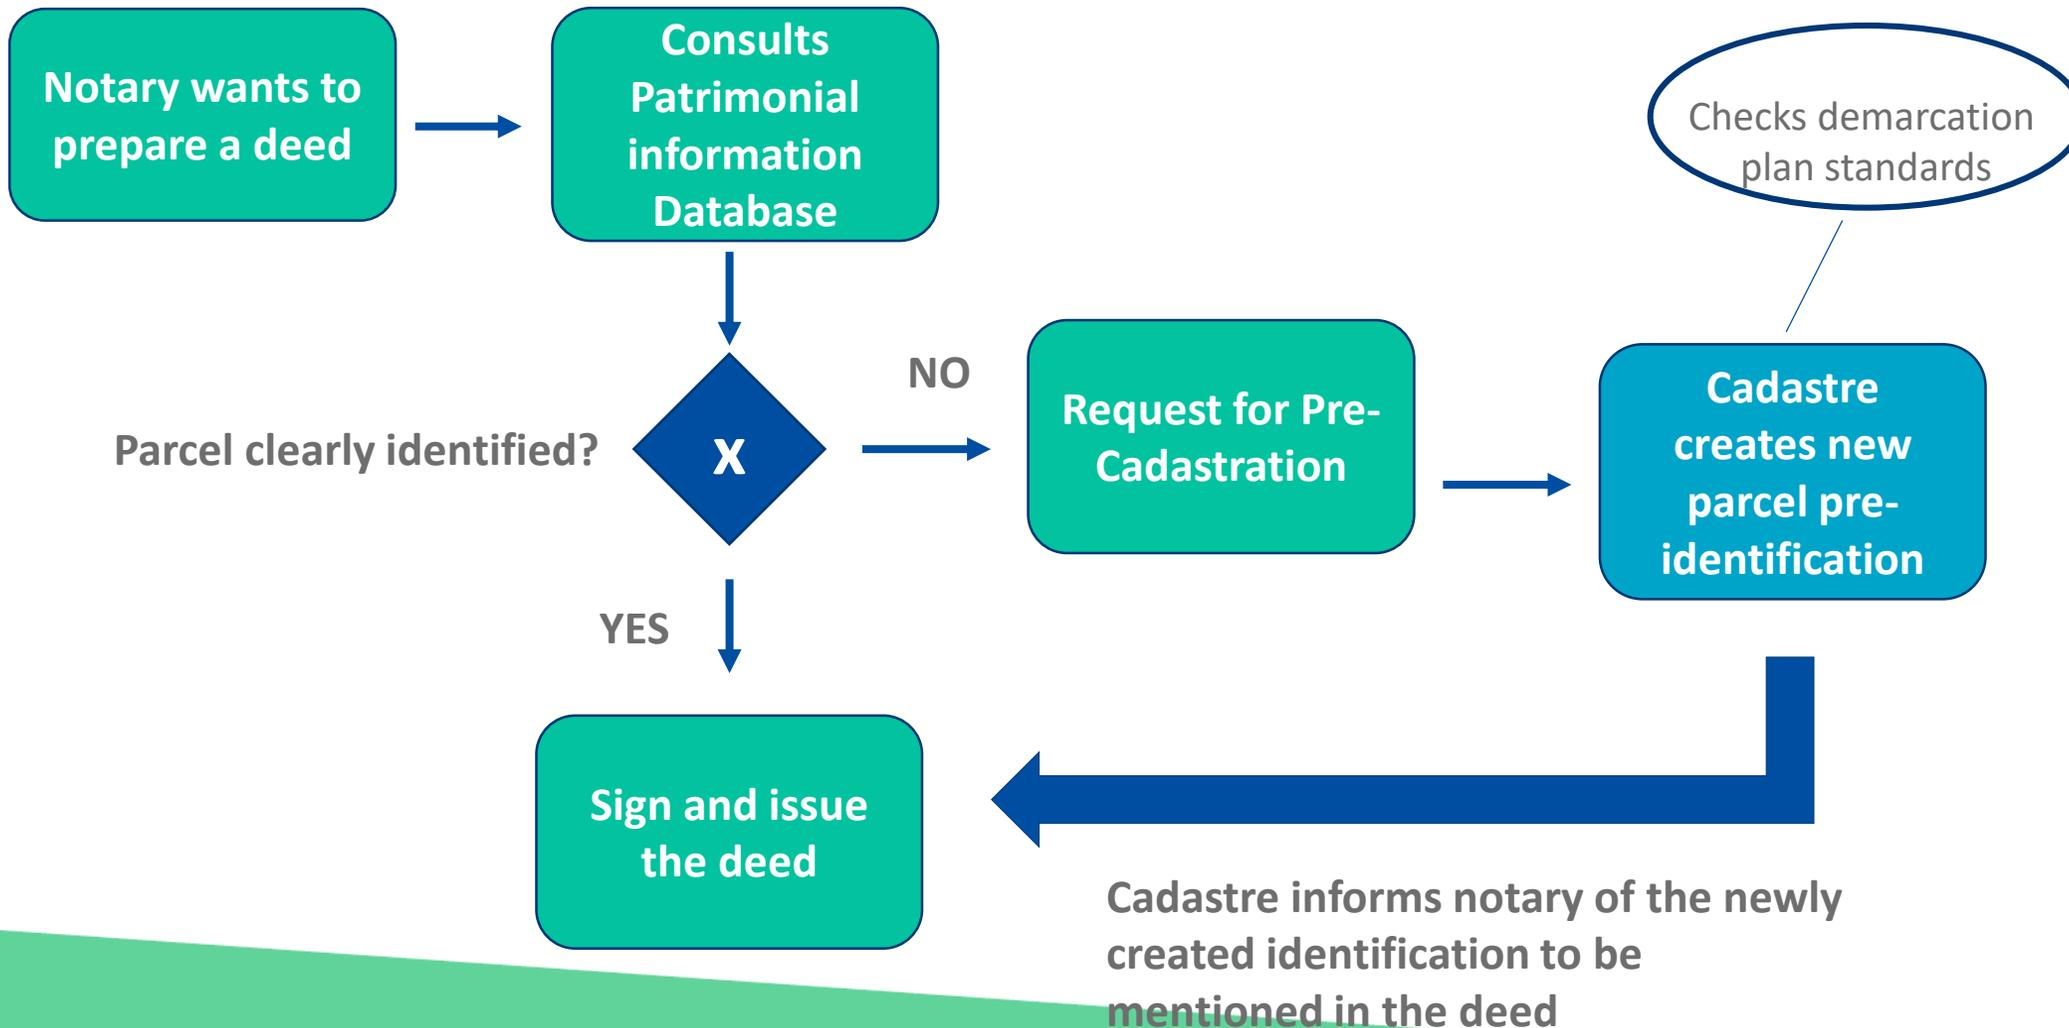 Notary wants to
prepare a deed
Consults
Patrimonial
information
Database
Checks demarcation
plan standards
Parcel clearly identified?
X
NO
Request for Pre-
Cadastration
Cadastre
creates new
parcel pre-
identification
YES
Sign and issue
the deed
Cadastre informs notary of the newly
created identification to be
mentioned in the deed